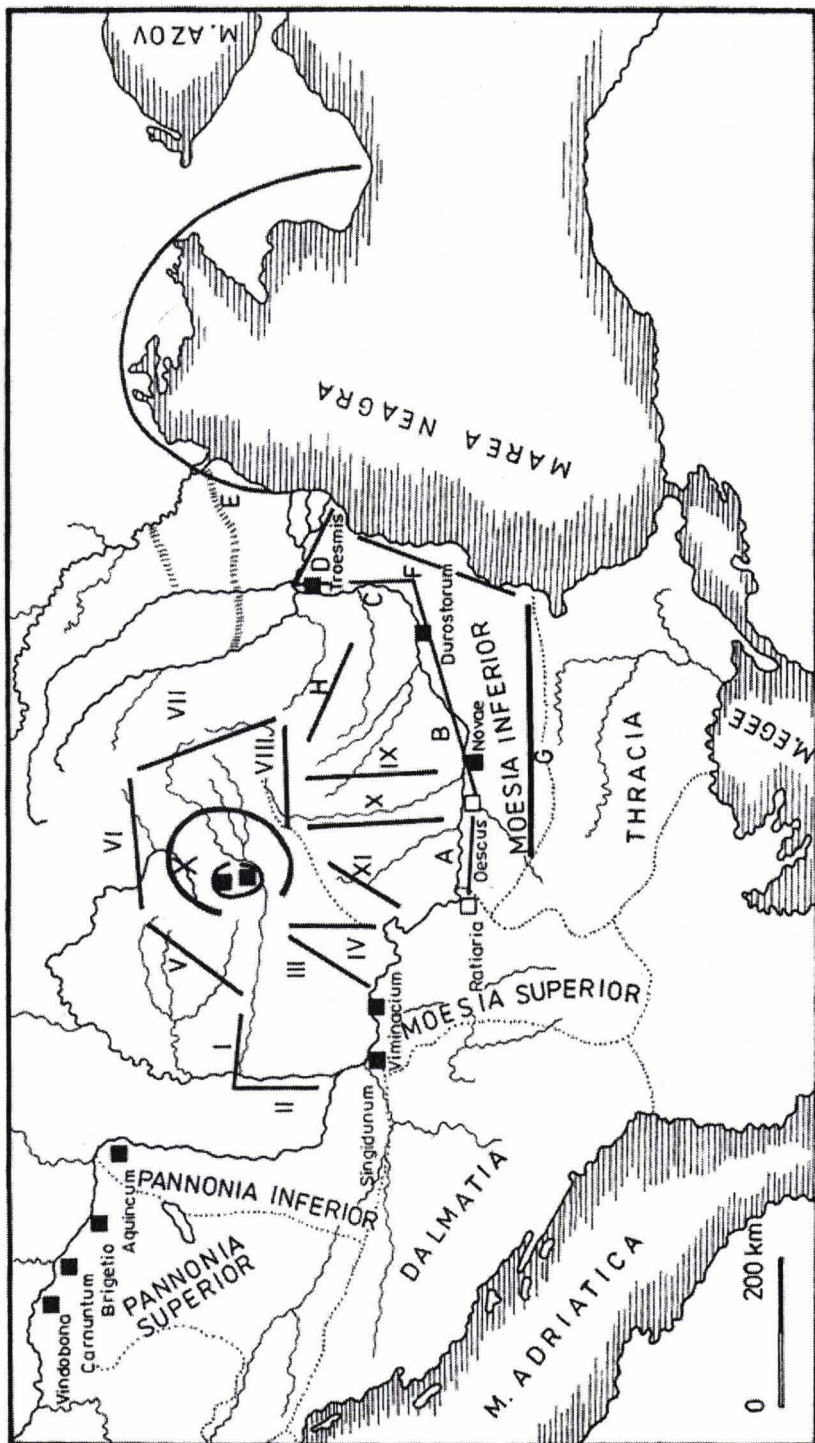 M. AZOV
MAREA NEAGRA
M.EGEE
M. ADRIATICA
Vindobona
Carnuntum
Brigetio
Aquincum
PANNONIA
SUPERIOR
PANNONIA INFERIOR
DALMATIA
Singidunum
Viminacium
MOESIA SUPERIOR
Ratiaria
Oescus
Novae
MOESIA INFERIOR
Durostorum
Troesmis
THRACIA
I
II
III
IV
V
VI
VII
VIII
IX
X
XI
X
A
B
C
D
E
F
G
H
0
200 km